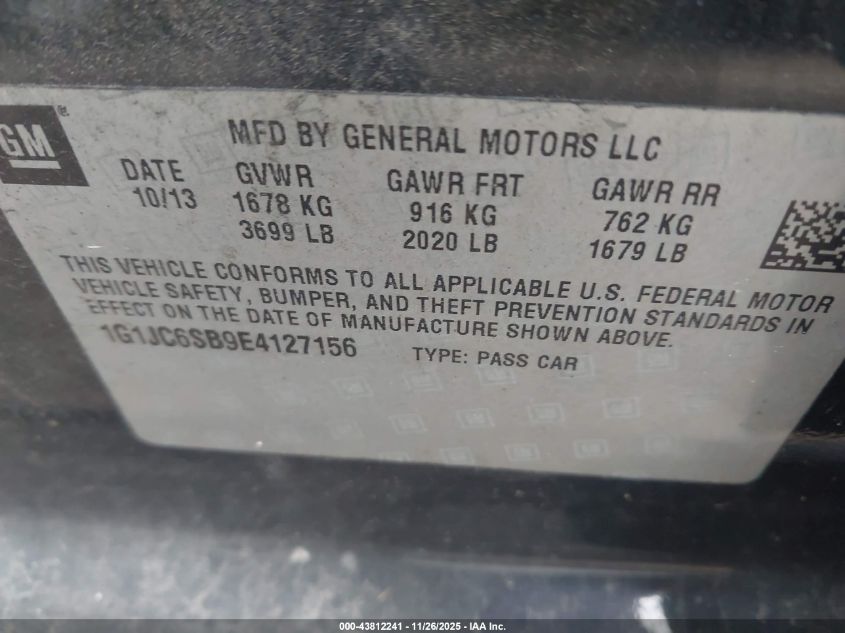 GM®
MFD BY GENERAL MOTORS LLC
DATE GVWR GAWR FRT GAWR RR
10/13 1678 KG 916 KG 762 KG
3699 LB 2020 LB 1679 LB
THIS VEHICLE CONFORMS TO ALL APPLICABLE U.S. FEDERAL MOTOR
VEHICLE SAFETY, BUMPER, AND THEFT PREVENTION STANDARDS IN
EFFECT ON THE DATE OF MANUFACTURE SHOWN ABOVE.
1G1JC6SB9E4127156 TYPE: PASS CAR
000-43812241 - 11/26/2025 - IAA Inc.